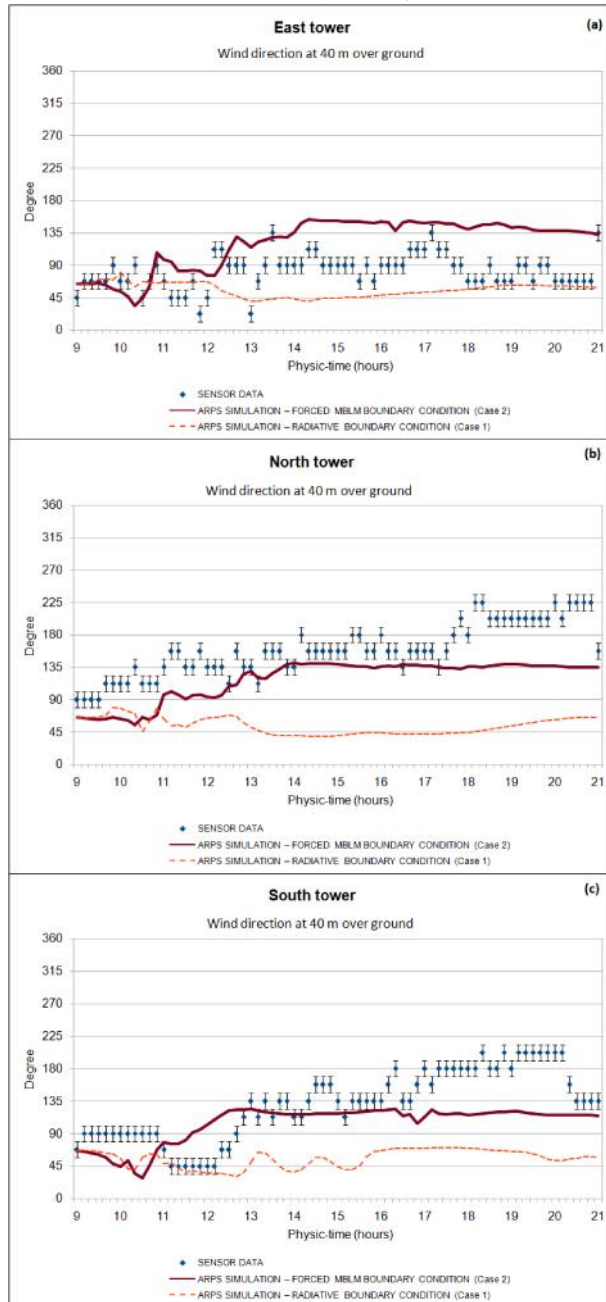 East tower
(a)
Wind direction at 40 m over ground
360
315
270
225
180
135
90
45
0
Degree
9 10 11 12 13 14 15 16 17 18 19 20 21
Physic-time (hours)
SENSOR DATA
ARPS SIMULATION – FORCED MBLM BOUNDARY CONDITION (Case 2)
ARPS SIMULATION – RADIATIVE BOUNDARY CONDITION (Case 1)
North tower
(b)
Wind direction at 40 m over ground
360
315
270
225
180
135
90
45
0
Degree
9 10 11 12 13 14 15 16 17 18 19 20 21
Physic-time (hours)
SENSOR DATA
ARPS SIMULATION – FORCED MBLM BOUNDARY CONDITION (Case 2)
ARPS SIMULATION – RADIATIVE BOUNDARY CONDITION (Case 1)
South tower
(c)
Wind direction at 40 m over ground
360
315
270
225
180
135
90
45
0
Degree
9 10 11 12 13 14 15 16 17 18 19 20 21
Physic-time (hours)
SENSOR DATA
ARPS SIMULATION – FORCED MBLM BOUNDARY CONDITION (Case 2)
ARPS SIMULATION – RADIATIVE BOUNDARY CONDITION (Case 1)